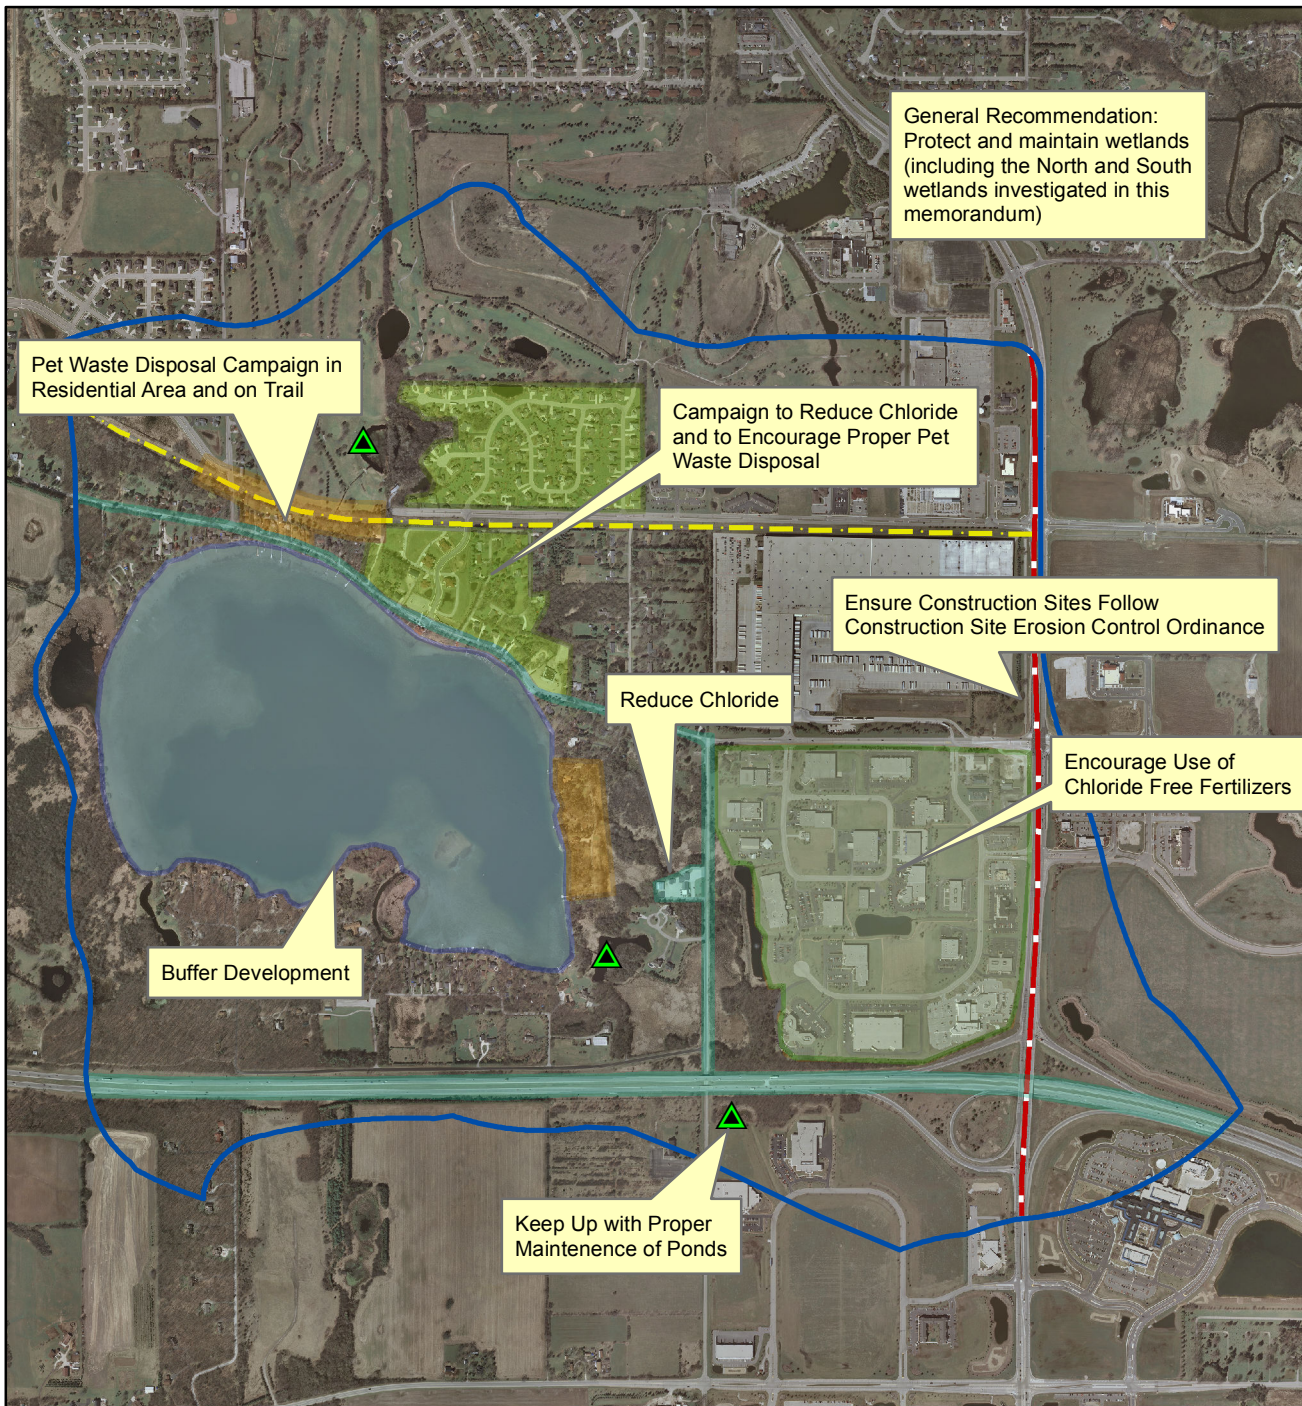 General Recommendation:
Protect and maintain wetlands
(including the North and South
wetlands investigated in this
memorandum)
Pet Waste Disposal Campaign in
Residential Area and on Trail
Campaign to Reduce Chloride
and to Encourage Proper Pet
Waste Disposal
Ensure Construction Sites Follow
Construction Site Erosion Control Ordinance
Reduce Chloride
Encourage Use of
Chloride Free Fertilizers
Buffer Development
Keep Up with Proper
Maintenence of Ponds